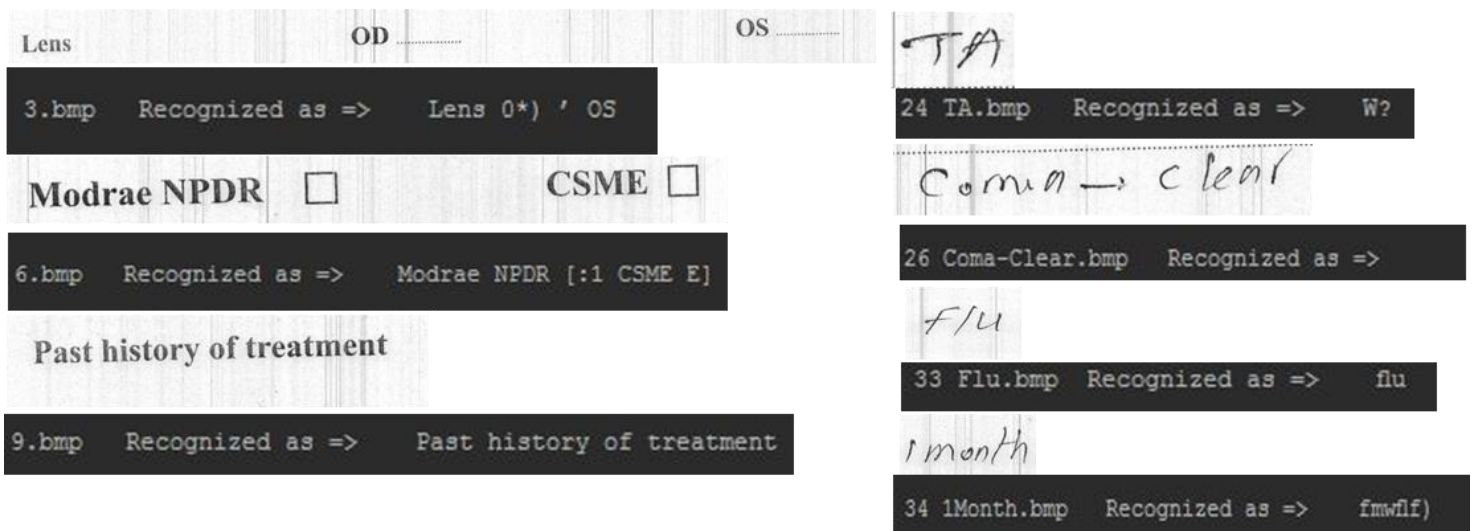 Lens OD ............ OS ............
3.bmp Recognized as => Lens 0*) ' OS
Modrae NPDR ☐ CSME ☐
6.bmp Recognized as => Modrae NPDR [:1 CSME E]
Past history of treatment
9.bmp Recognized as => Past history of treatment
TA
24 TA.bmp Recognized as => W?
Coma → Clear
26 Coma-Clear.bmp Recognized as =>
F/U
33 Flu.bmp Recognized as => flu
1 month
34 1Month.bmp Recognized as => fmwflf)